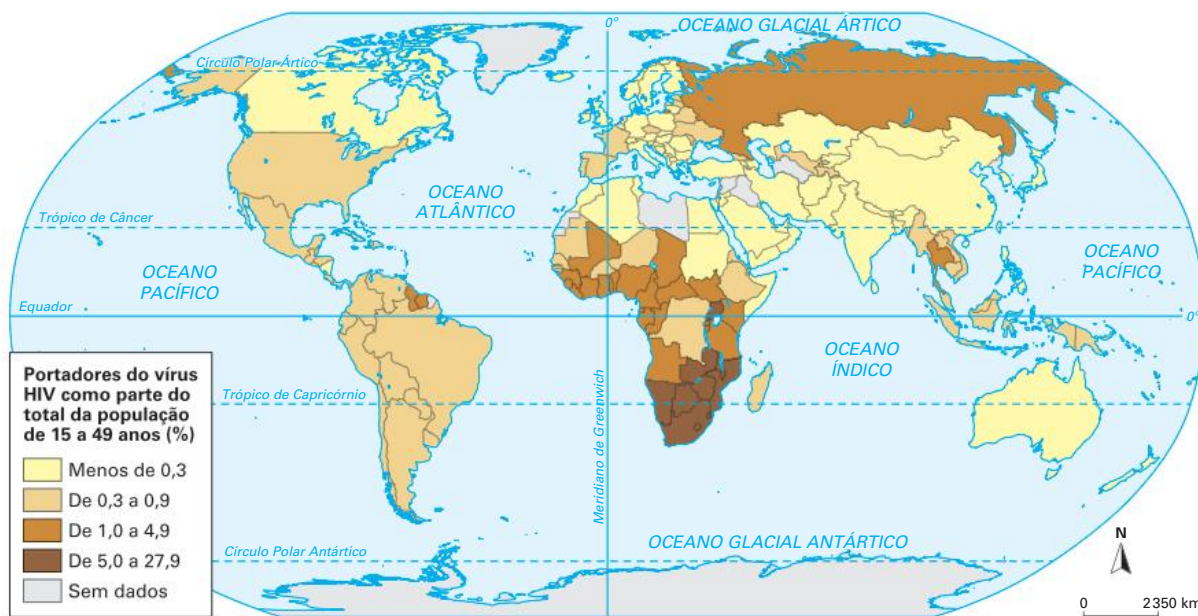 OCEANO GLACIAL ÁRTICO
0°
Círculo Polar Ártico
OCEANO
ATLÂNTICO
Trópico de Câncer
OCEANO
PACÍFICO
OCEANO
PACÍFICO
Equador
0°
OCEANO
ÍNDICO
Trópico de Capricórnio
Meridiano de Greenwich
Portadores do vírus
HIV como parte do
total da população
de 15 a 49 anos (%)
Menos de 0,3
De 0,3 a 0,9
De 1,0 a 4,9
De 5,0 a 27,9
Sem dados
Círculo Polar Antártico
OCEANO GLACIAL ANTÁRTICO
N
0 2350 km